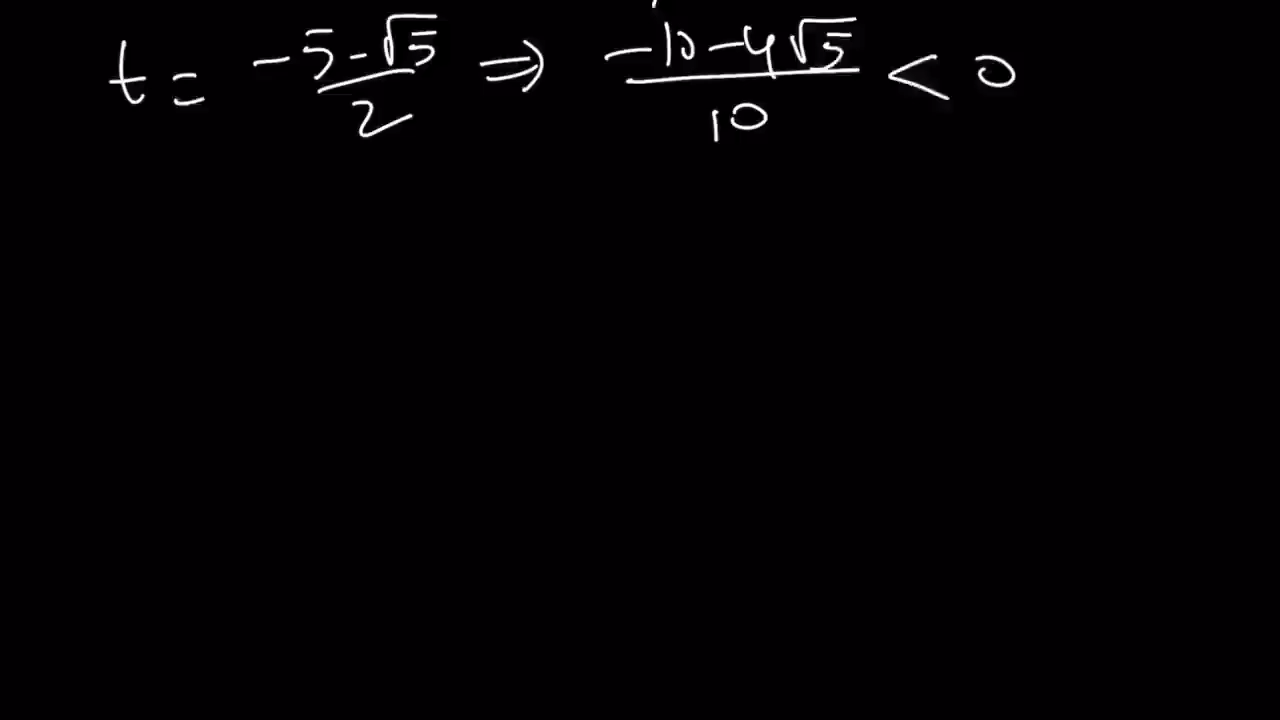 t = (-5-√5)/2 ⇒ (-10-4√5)/10 < 0